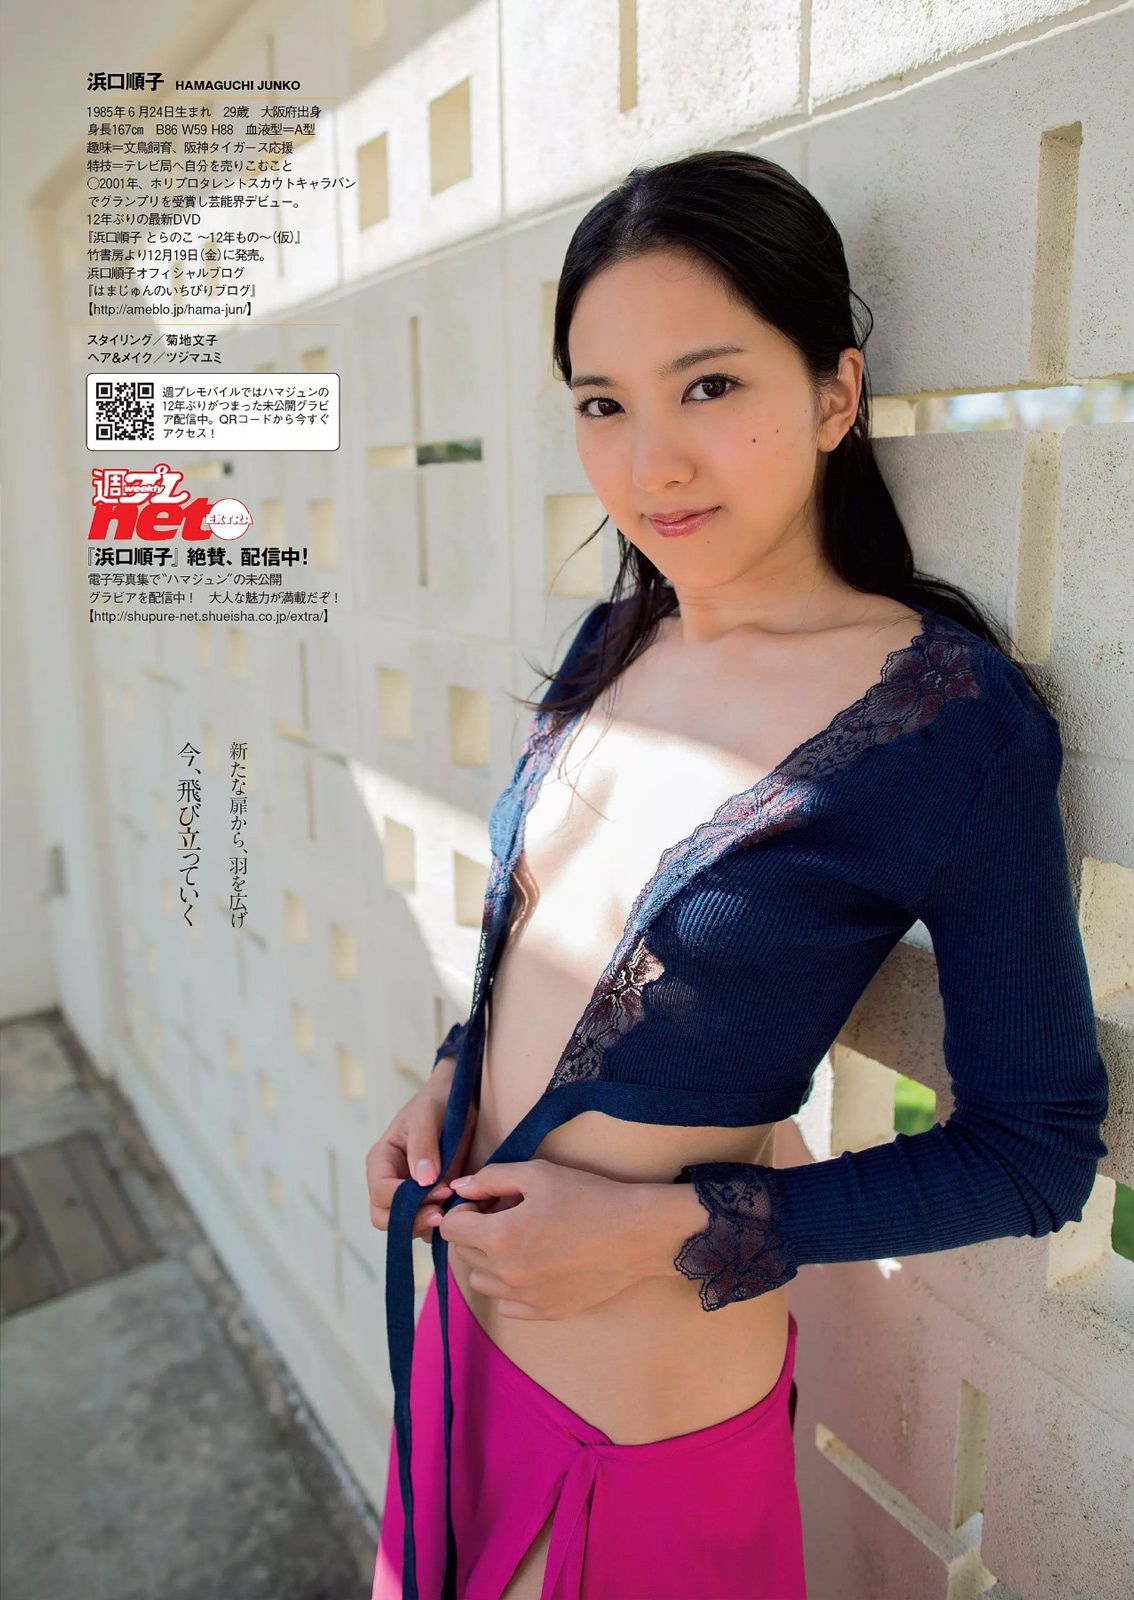 浜口順子 HAMAGUCHI JUNKO
1985年6月24日生まれ 29歳 大阪府出身
身長167㎝ B86 W59 H88 血液型＝A型
趣味＝文鳥飼育、阪神タイガース応援
特技＝テレビ局へ自分を売りこむこと
○2001年、ホリプロタレントスカウトキャラバン
でグランプリを受賞し芸能界デビュー。
12年ぶりの最新DVD
『浜口順子 とらのこ ～12年もの～（仮）』
竹書房より12月19日（金）に発売。
浜口順子オフィシャルブログ
『はまじゅんのいちびりブログ』
【http://ameblo.jp/hama-jun/】
スタイリング／菊地文子
ヘア&メイク／ツジマユミ
週プレモバイルではハマジュンの
12年ぶりがつまった未公開グラビ
ア配信中。QRコードから今すぐ
アクセス！
週プレ
weekly
net EXTRA
『浜口順子』絶賛、配信中！
電子写真集で“ハマジュン”の未公開
グラビアを配信中！ 大人な魅力が満載だぞ！
【http://shupure-net.shueisha.co.jp/extra/】
新たな扉から、羽を広げ
今、飛び立っていく